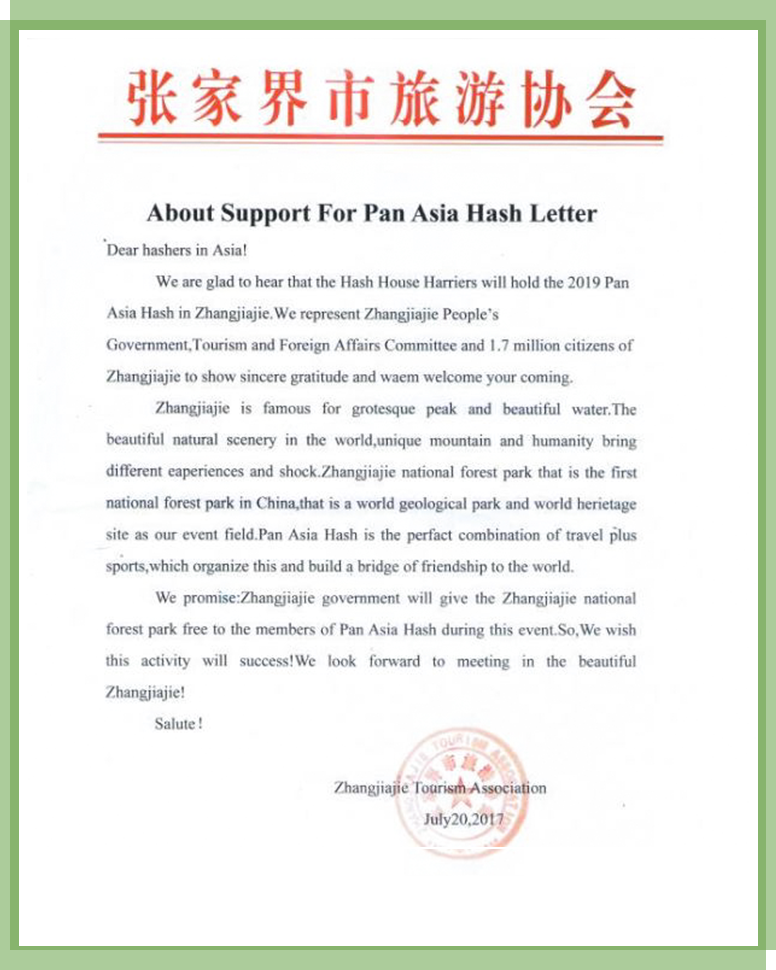 张家界市旅游协会
About Support For Pan Asia Hash Letter
Dear hashers in Asia!
We are glad to hear that the Hash House Harriers will hold the 2019 Pan
Asia Hash in Zhangjiajie.We represent Zhangjiajie People’s
Government,Tourism and Foreign Affairs Committee and 1.7 million citizens of
Zhangjiajie to show sincere gratitude and waem welcome your coming.
Zhangjiajie is famous for grotesque peak and beautiful water.The
beautiful natural scenery in the world,unique mountain and humanity bring
different eaperiences and shock.Zhangjiajie national forest park that is the first
national forest park in China,that is a world geological park and world herietage
site as our event field.Pan Asia Hash is the perfact combination of travel plus
sports,which organize this and build a bridge of friendship to the world.
We promise:Zhangjiajie government will give the Zhangjiajie national
forest park free to the members of Pan Asia Hash during this event.So,We wish
this activity will success!We look forward to meeting in the beautiful
Zhangjiajie!
Salute!
Zhangjiajie Tourism Association
July20,2017